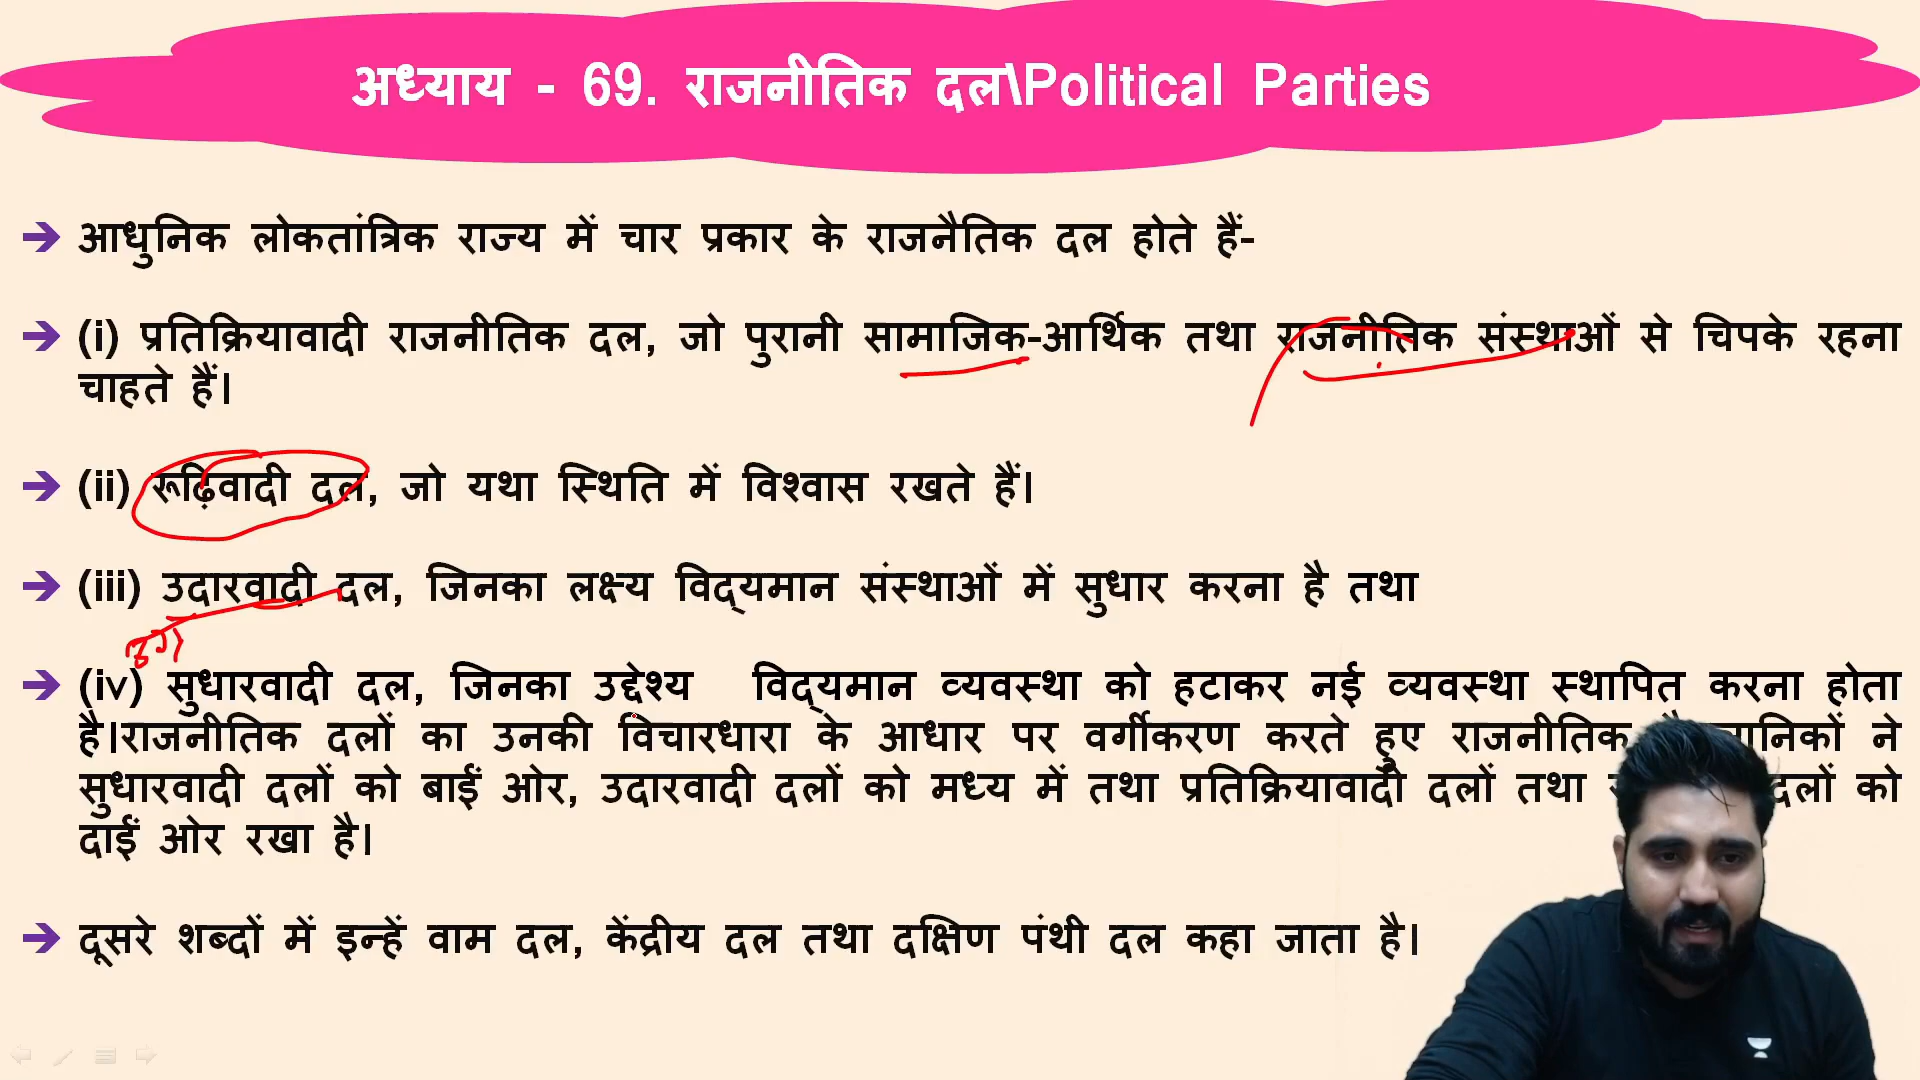 अध्याय - 69. राजनीतिक दल\Political Parties
➔ आधुनिक लोकतांत्रिक राज्य में चार प्रकार के राजनैतिक दल होते हैं-
➔ (i) प्रतिक्रियावादी राजनीतिक दल, जो पुरानी सामाजिक-आर्थिक तथा राजनीतिक संस्थाओं से चिपके रहना
चाहते हैं।
➔ (ii) रूढ़िवादी दल, जो यथा स्थिति में विश्वास रखते हैं।
➔ (iii) उदारवादी दल, जिनका लक्ष्य विद्यमान संस्थाओं में सुधार करना है तथा
➔ (iv) सुधारवादी दल, जिनका उद्देश्य विद्यमान व्यवस्था को हटाकर नई व्यवस्था स्थापित करना होता
है।राजनीतिक दलों का उनकी विचारधारा के आधार पर वर्गीकरण करते हुए राजनीतिक ने
सुधारवादी दलों को बाईं ओर, उदारवादी दलों को मध्य में तथा प्रतिक्रियावादी दलों तथा दलों को
दाईं ओर रखा है।
➔ दूसरे शब्दों में इन्हें वाम दल, केंद्रीय दल तथा दक्षिण पंथी दल कहा जाता है।